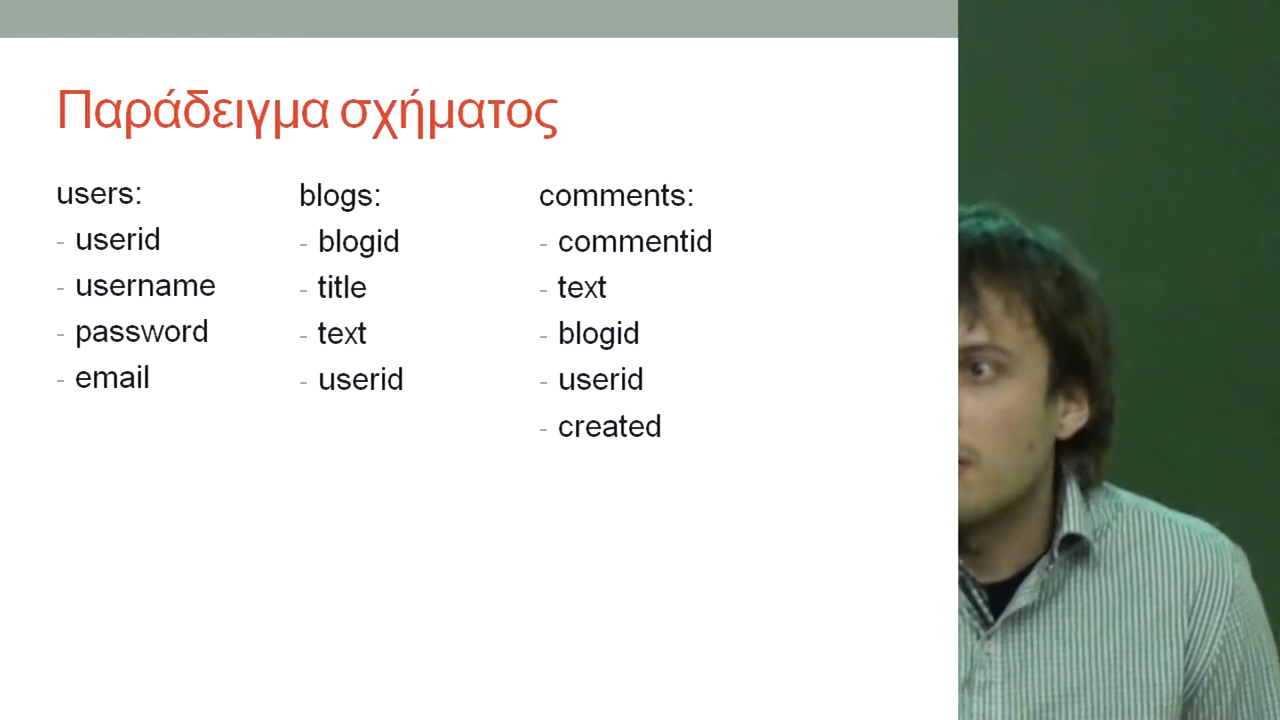 Παράδειγμα σχήματος
users:
- userid
- username
- password
- email
blogs:
- blogid
- title
- text
- userid
comments:
- commentid
- text
- blogid
- userid
- created